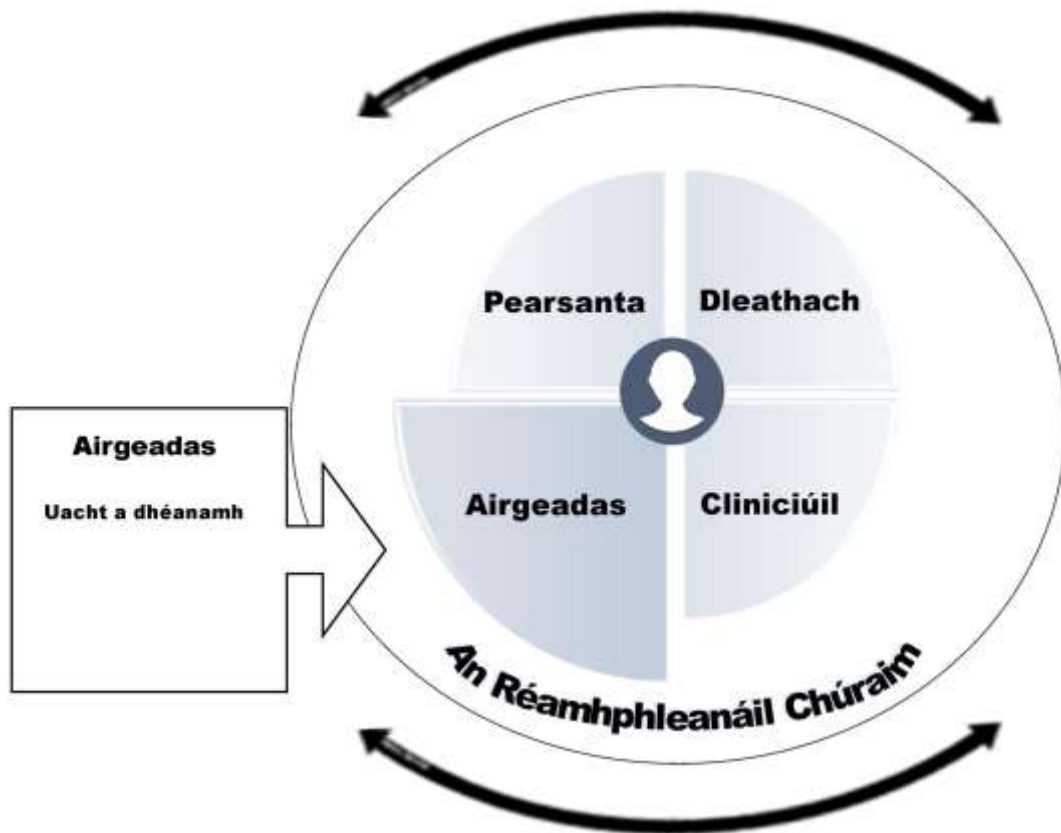 Pearsanta
Dleathach
Airgeadas
Uacht a dhéanamh
Airgeadas
Cliniciúil
An Réamhphleanáil Chúraim